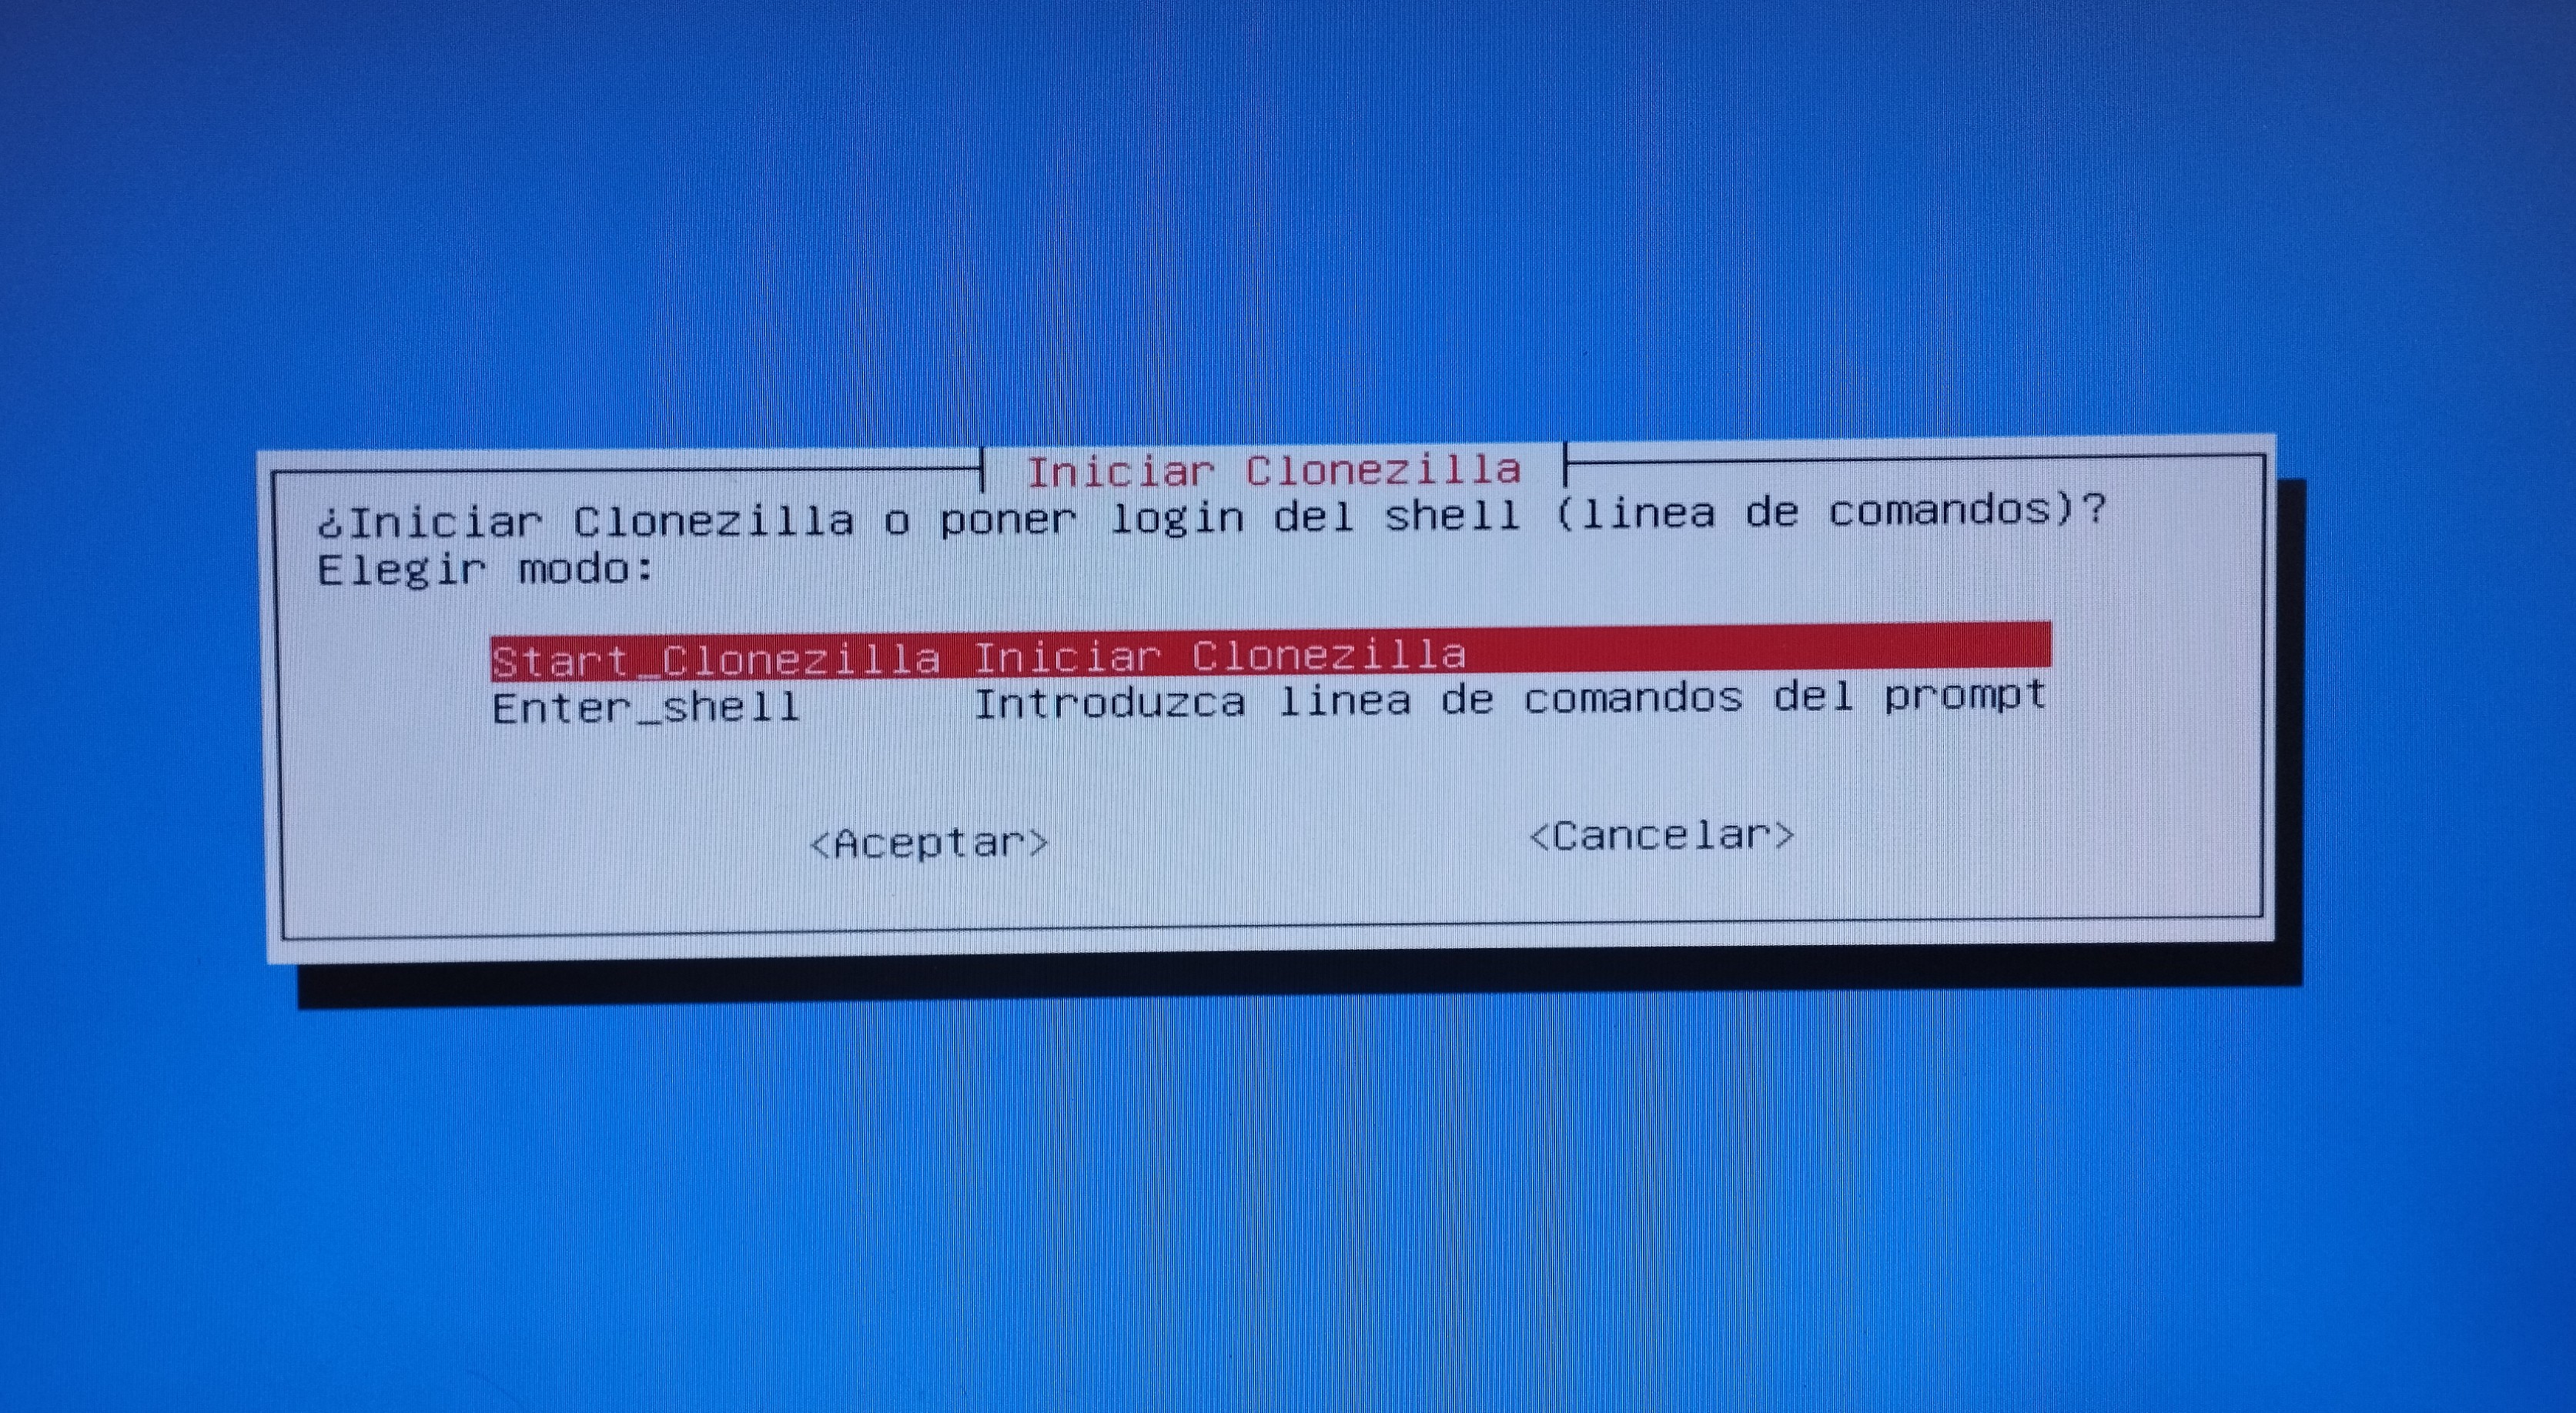 Iniciar Clonezilla
¿Iniciar Clonezilla o poner login del shell (linea de comandos)?
Elegir modo:
Start_Clonezilla Iniciar Clonezilla
Enter_shell Introduzca linea de comandos del prompt
<Aceptar> <Cancelar>